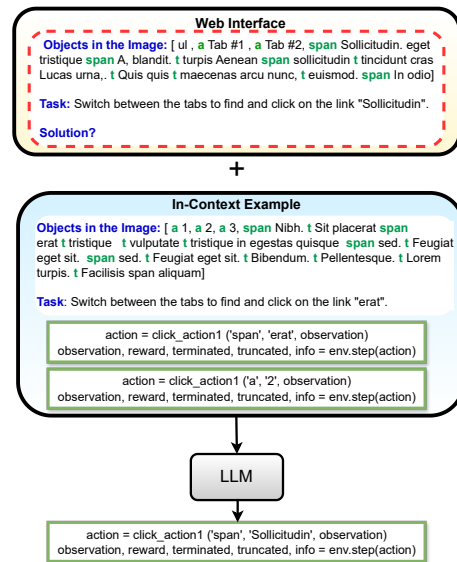 Web Interface
Objects in the Image: [ ul , a Tab #1 , a Tab #2, span Sollicitudin. eget
tristique span A, blandit. t turpis Aenean span sollicitudin t tincidunt cras
Lucas urna,. t Quis quis t maecenas arcu nunc, t euismod. span In odio]
Task: Switch between the tabs to find and click on the link "Sollicitudin".
Solution?
+
In-Context Example
Objects in the Image: [ a 1, a 2, a 3, span Nibh. t Sit placerat span
erat t tristique t vulputate t tristique in egestas quisque span sed. t Feugiat
eget sit. span sed. t Feugiat eget sit. t Bibendum. t Pellentesque. t Lorem
turpis. t Facilisis span aliquam]
Task: Switch between the tabs to find and click on the link "erat".
action = click_action1 ('span', 'erat', observation)
observation, reward, terminated, truncated, info = env.step(action)
action = click_action1 ('a', '2', observation)
observation, reward, terminated, truncated, info = env.step(action)
LLM
action = click_action1 ('span', 'Sollicitudin', observation)
observation, reward, terminated, truncated, info = env.step(action)